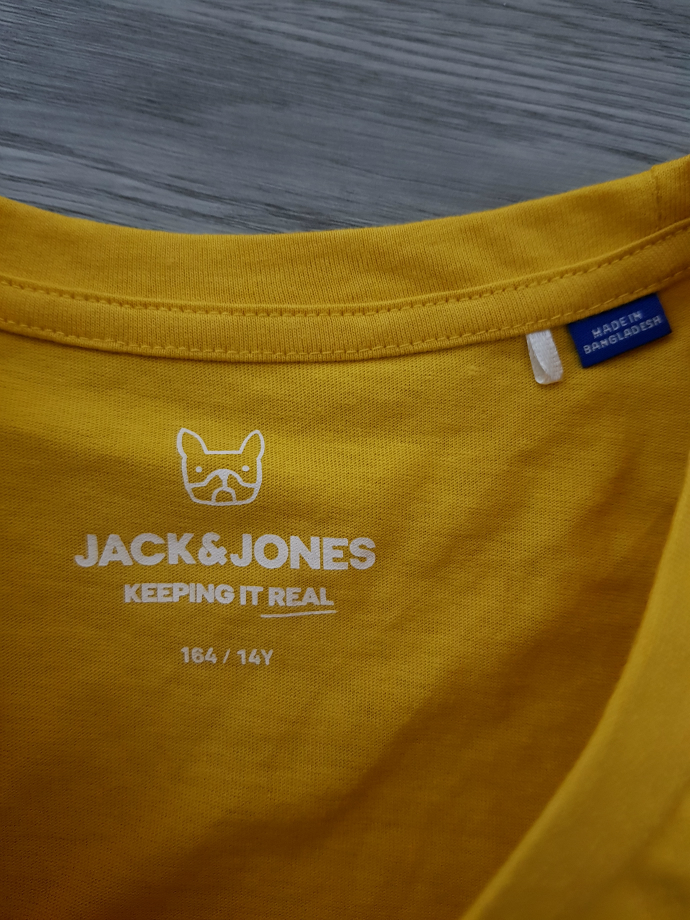 MADE IN
BANGLADESH
JACK&JONES
KEEPING IT REAL
164 / 14Y